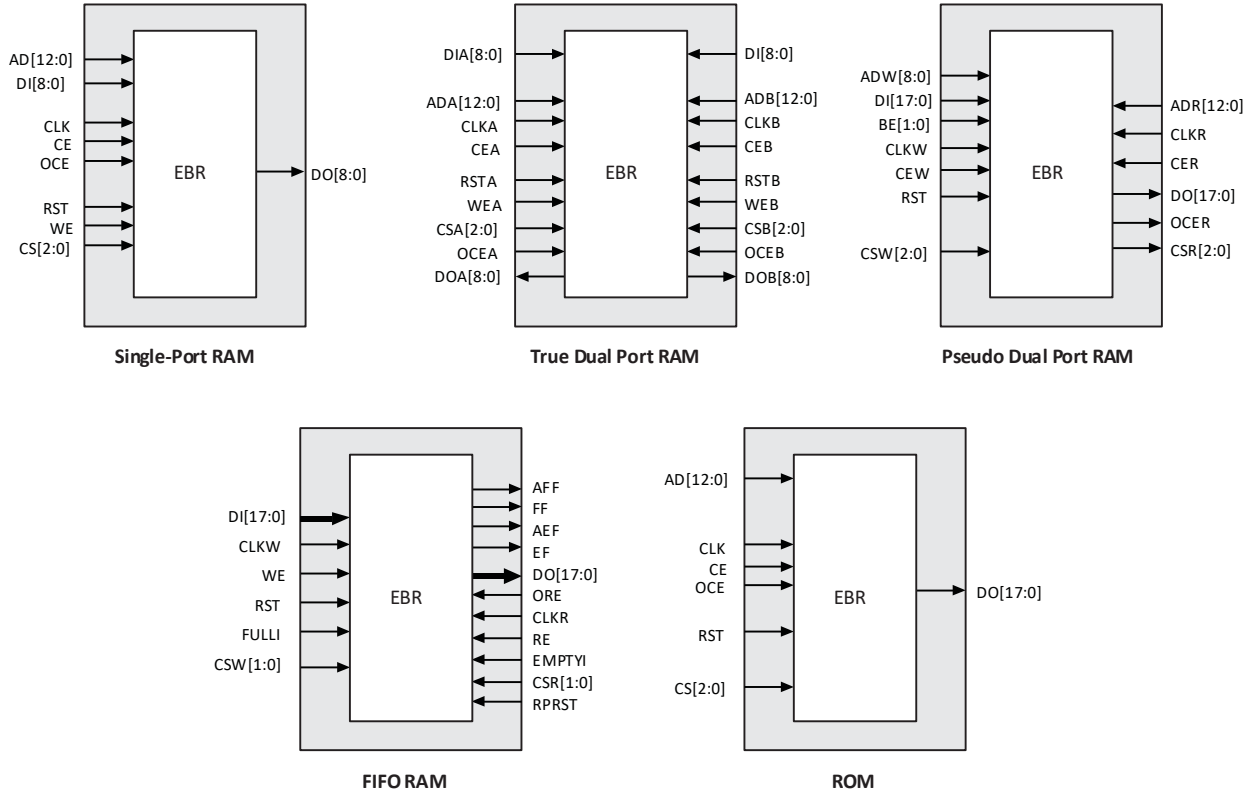 AD[12:0]
DI[8:0]
CLK
CE
OCE
RST
WE
CS[2:0]
EBR
DO[8:0]
Single-Port RAM
DIA[8:0]
ADA[12:0]
CLKA
CEA
RSTA
WEA
CSA[2:0]
OCEA
DOA[8:0]
EBR
DI[8:0]
ADB[12:0]
CLKB
CEB
RSTB
WEB
CSB[2:0]
OCEB
DOB[8:0]
True Dual Port RAM
ADW[8:0]
DI[17:0]
BE[1:0]
CLKW
CEW
RST
CSW[2:0]
EBR
ADR[12:0]
CLKR
CER
DO[17:0]
OCER
CSR[2:0]
Pseudo Dual Port RAM
DI[17:0]
CLKW
WE
RST
FULLI
CSW[1:0]
EBR
AFF
FF
AEF
EF
DO[17:0]
ORE
CLKR
RE
EMPTYI
CSR[1:0]
RPRST
FIFO RAM
AD[12:0]
CLK
CE
OCE
RST
CS[2:0]
EBR
DO[17:0]
ROM